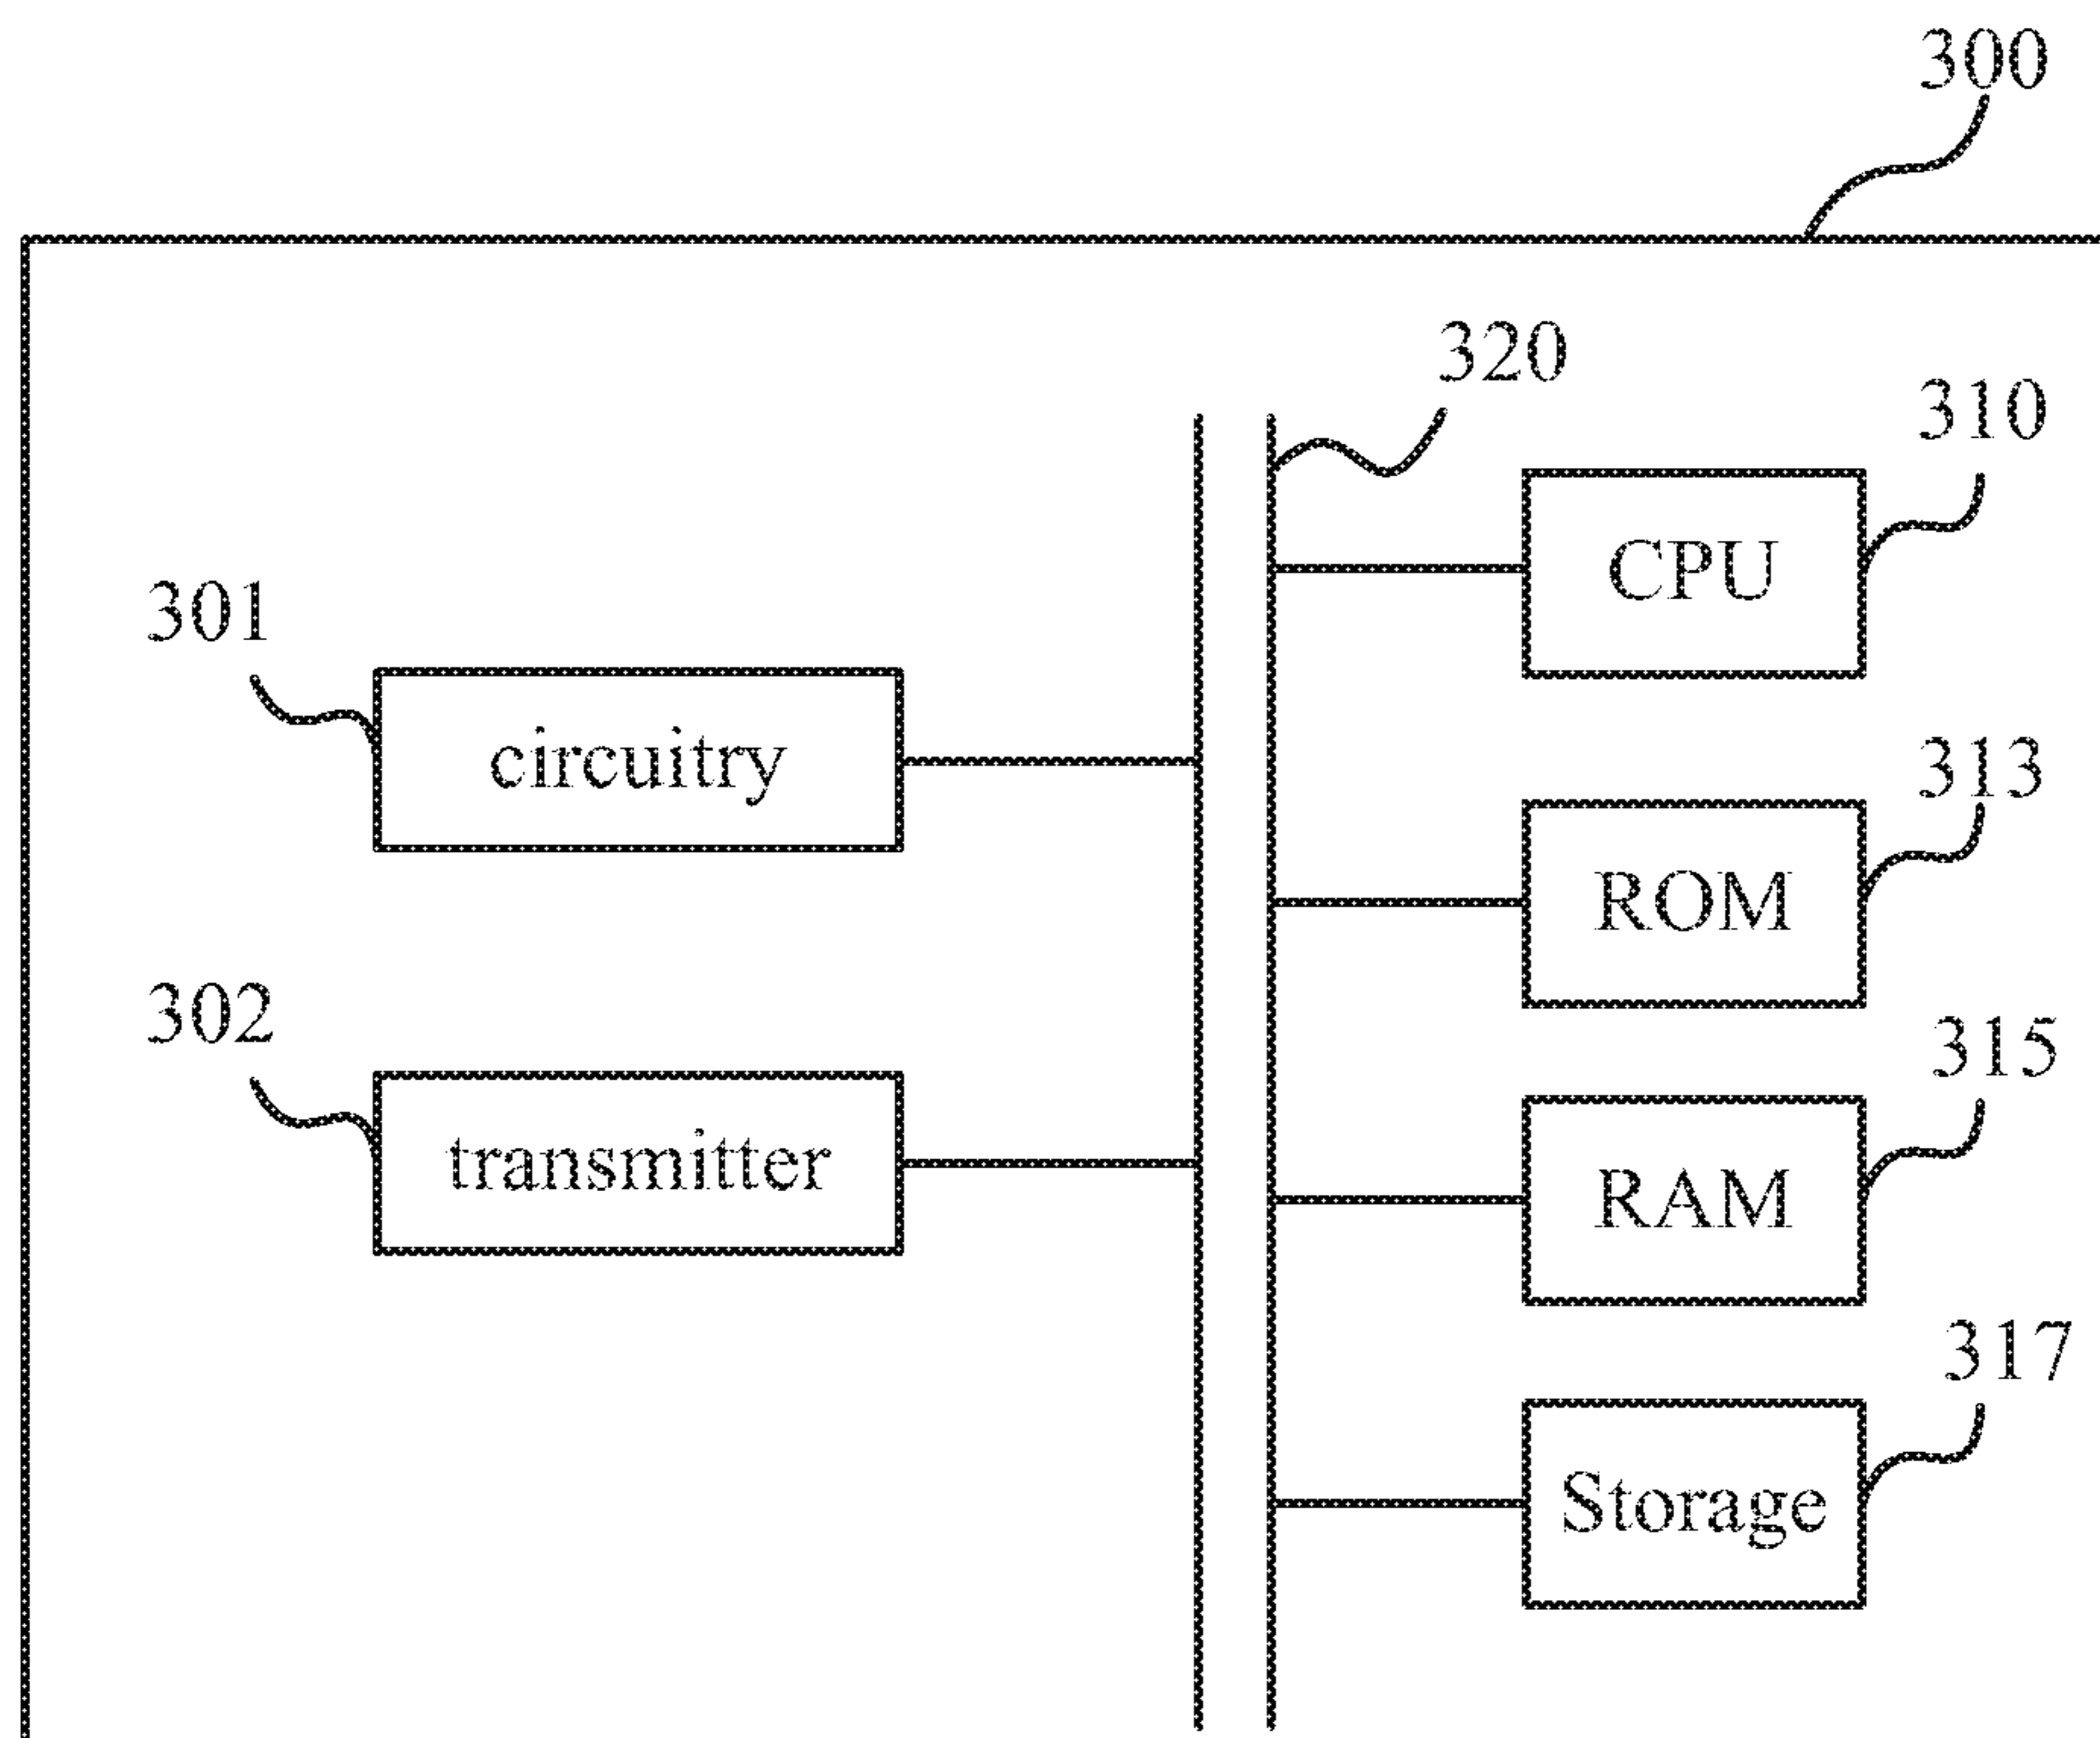 300
320
310
CPU
301
circuitry
313
ROM
302
transmitter
315
RAM
317
Storage